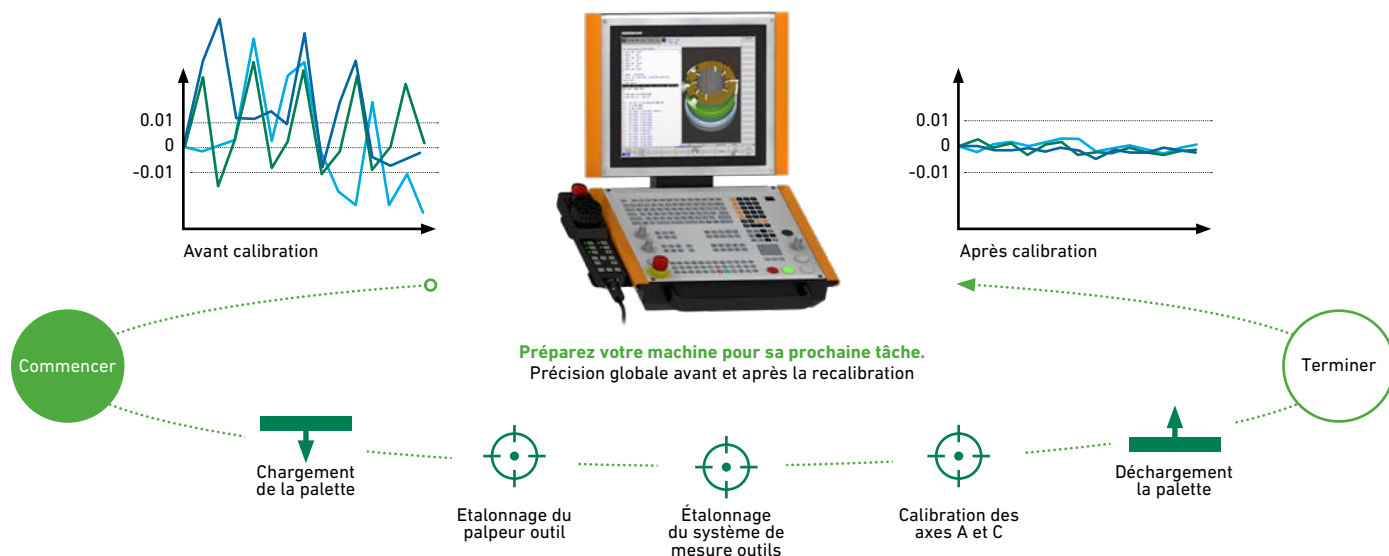 0.01
0
-0.01
Avant calibration
0.01
0
-0.01
Après calibration
Commencer
Préparez votre machine pour sa prochaine tâche.
Précision globale avant et après la recalibration
Terminer
Chargement
de la palette
Etalonnage du
palpeur outil
Étalonnage
du système de
mesure outils
Calibration des
axes A et C
Déchargement
la palette